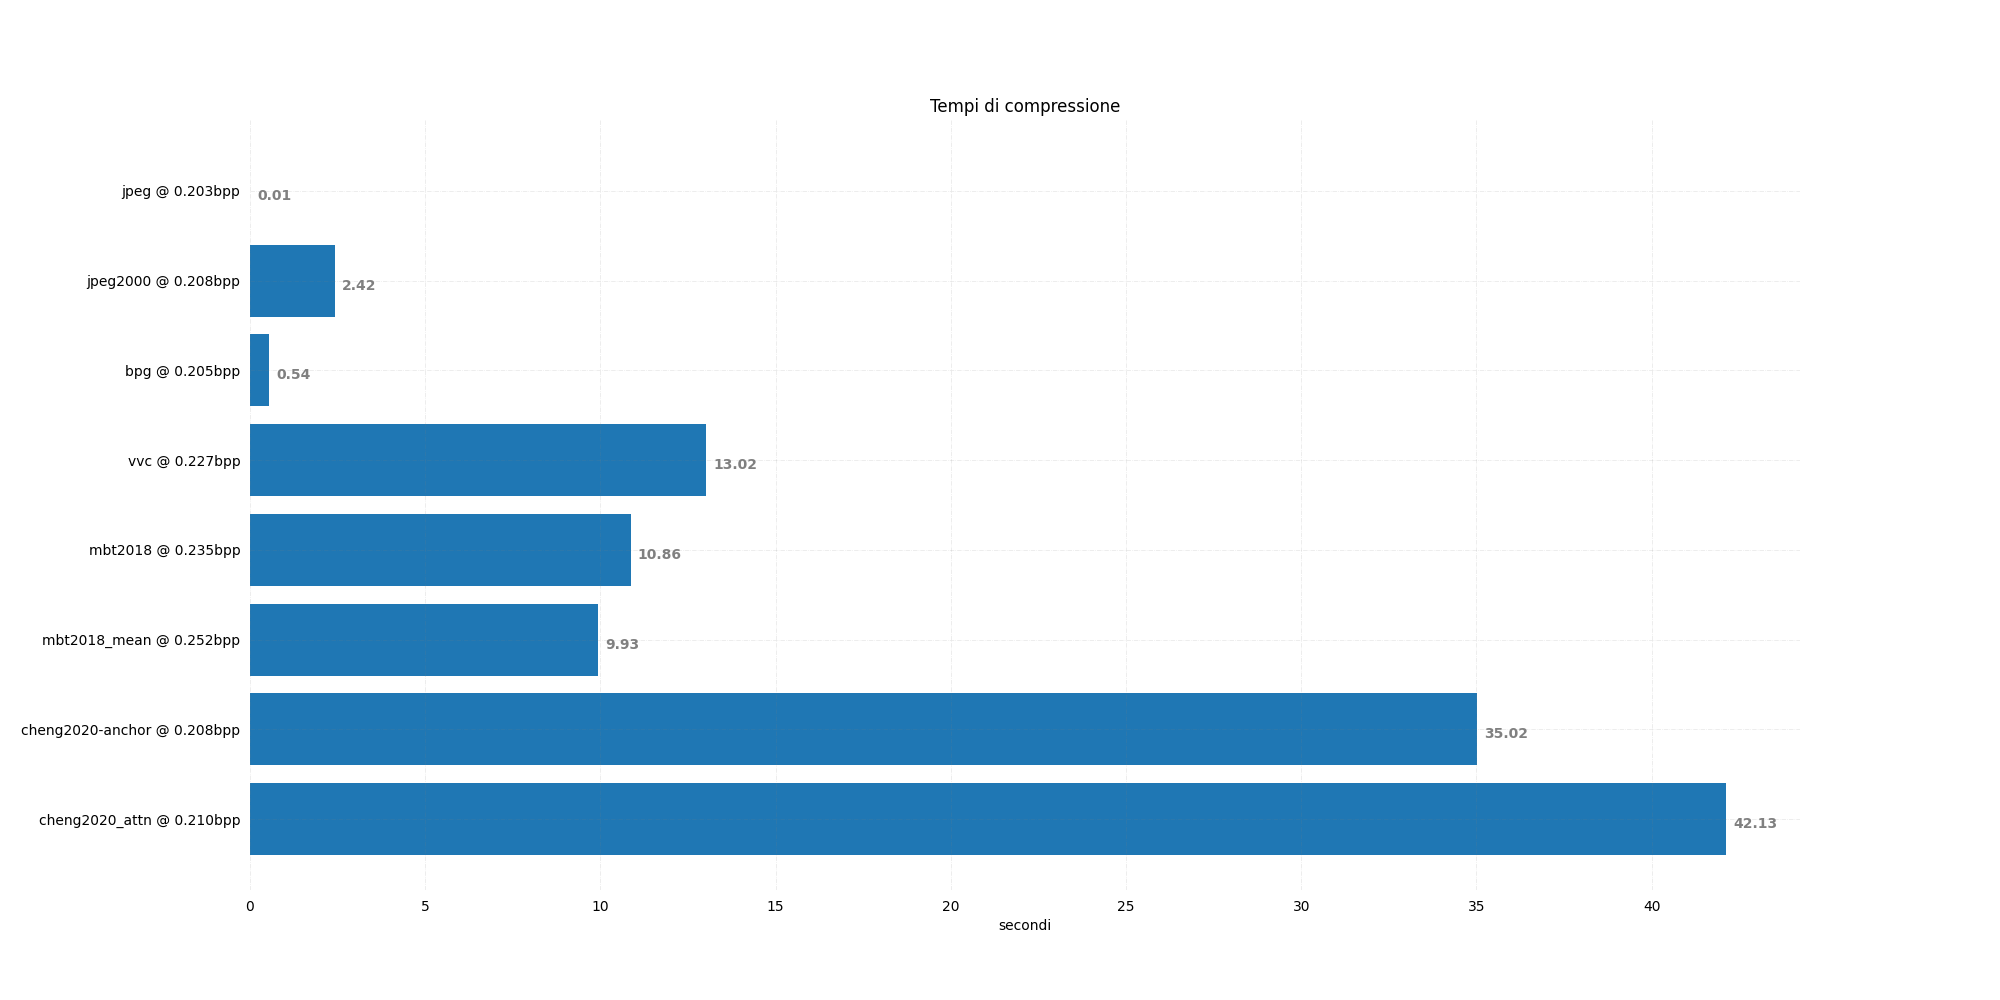 Tempi di compressione
jpeg @ 0.203bpp 0.01
jpeg2000 @ 0.208bpp 2.42
bpg @ 0.205bpp 0.54
vvc @ 0.227bpp 13.02
mbt2018 @ 0.235bpp 10.86
mbt2018_mean @ 0.252bpp 9.93
cheng2020-anchor @ 0.208bpp 35.02
cheng2020_attn @ 0.210bpp 42.13
0 5 10 15 20 25 30 35 40
secondi